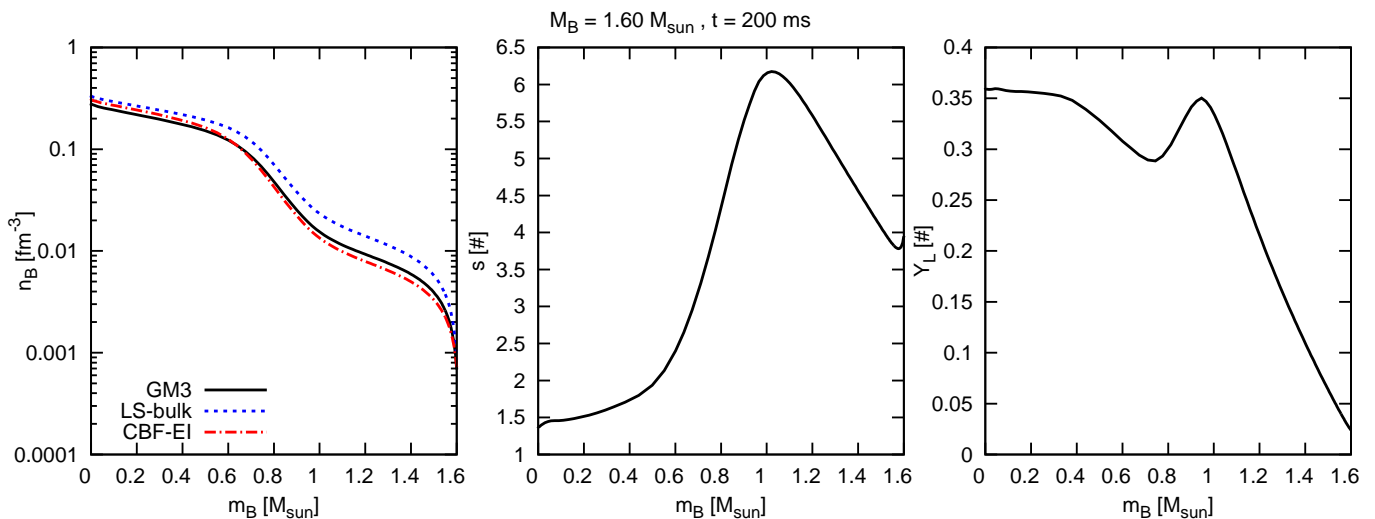 M_B = 1.60 M_sun , t = 200 ms
n_B [fm^-3]
1
0.1
0.01
0.001
0.0001
GM3
LS-bulk
CBF-EI
0 0.2 0.4 0.6 0.8 1 1.2 1.4 1.6
m_B [M_sun]
s [#]
6.5
6
5.5
5
4.5
4
3.5
3
2.5
2
1.5
1
0 0.2 0.4 0.6 0.8 1 1.2 1.4 1.6
m_B [M_sun]
Y_L [#]
0.4
0.35
0.3
0.25
0.2
0.15
0.1
0.05
0
0 0.2 0.4 0.6 0.8 1 1.2 1.4 1.6
m_B [M_sun]